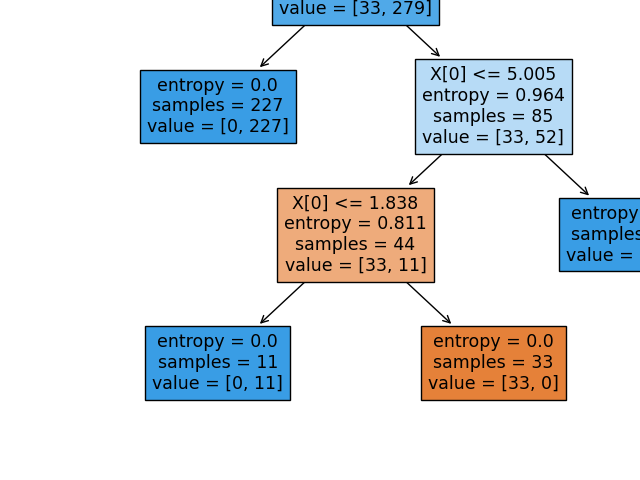 value = [33, 279]
entropy = 0.0
samples = 227
value = [0, 227]
X[0] <= 5.005
entropy = 0.964
samples = 85
value = [33, 52]
X[0] <= 1.838
entropy = 0.811
samples = 44
value = [33, 11]
entropy
samples
value =
entropy = 0.0
samples = 11
value = [0, 11]
entropy = 0.0
samples = 33
value = [33, 0]